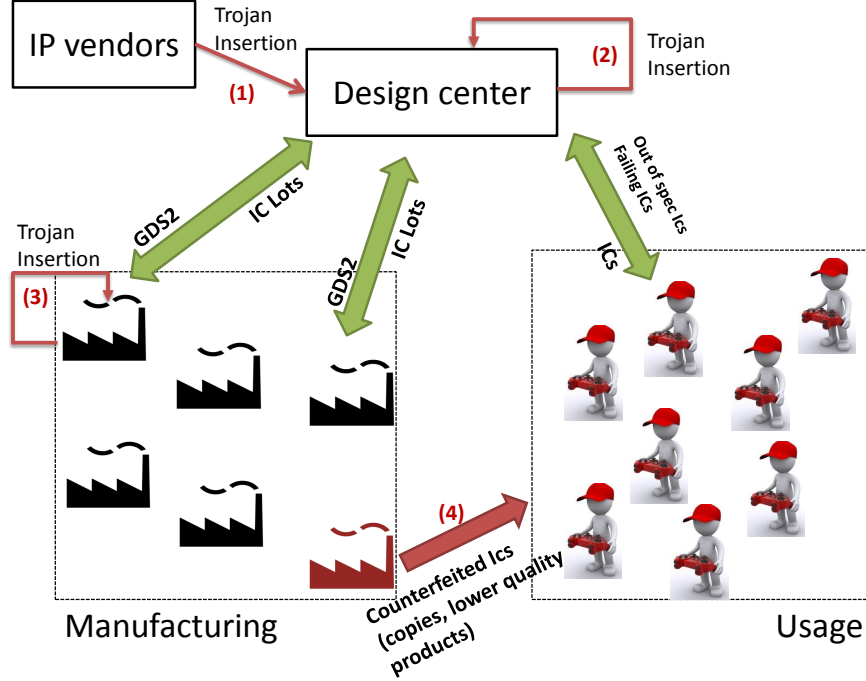 IP vendors
Trojan
Insertion
(1)
Design center
(2)
Trojan
Insertion
GDS2
IC Lots
GDS2
IC Lots
Out of spec Ics
Failing ICs
ICs
Trojan
Insertion
(3)
(4)
Counterfeited Ics
(copies, lower quality
products)
Manufacturing
Usage